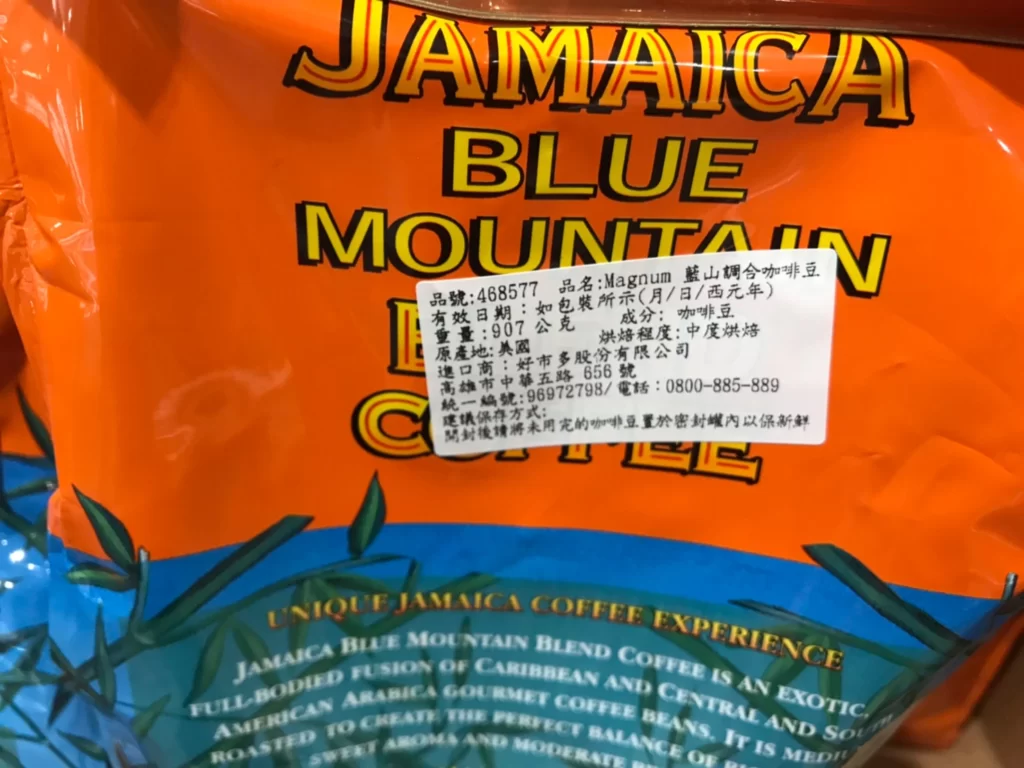 JAMAICA
BLUE
MOUNTAIN
品號:468577 品名:Magnum 藍山調合咖啡豆
有效日期:如包裝所示(月/日/西元年)
重量:907 公克 成分: 咖啡豆
原產地:美國 烘焙程度:中度烘焙
進口商:好市多股份有限公司
高雄市中華五路 656 號
統一編號:96972798/電話:0800-885-889
建議保存方式:
開封後請將未用完的咖啡豆置於密封罐內以保新鮮
COFFEE
UNIQUE JAMAICA COFFEE EXPERIENCE
JAMAICA BLUE MOUNTAIN BLEND COFFEE IS AN EXOTIC,
FULL-BODIED FUSION OF CARIBBEAN AND CENTRAL AND
AMERICAN ARABICA GOURMET COFFEE BEANS. IT IS
ROASTED TO CREATE THE PERFECT BALANCE OF
SWEET AROMA AND MODERATE